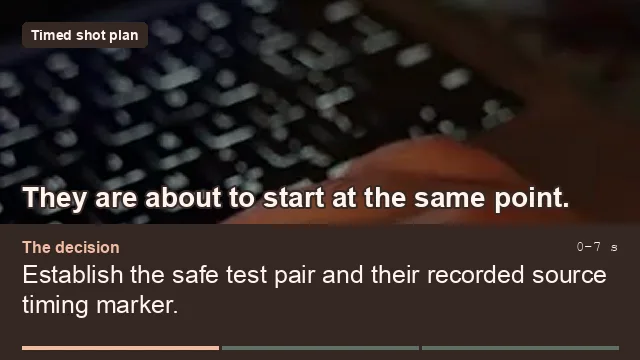 Timed shot plan
They are about to start at the same point.
The decision
0–7 s
Establish the safe test pair and their recorded source
timing marker.